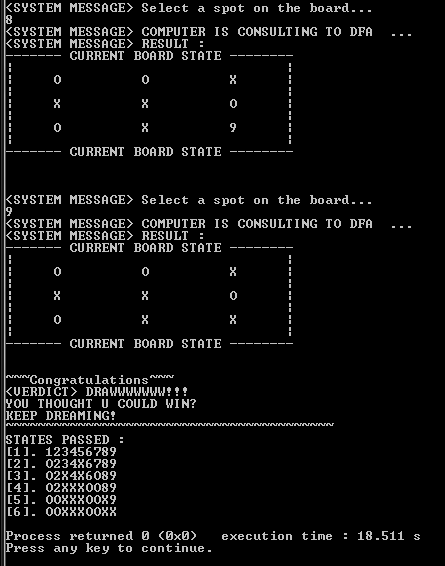 <SYSTEM MESSAGE> Select a spot on the board...
8
<SYSTEM MESSAGE> COMPUTER IS CONSULTING TO DFA ...
<SYSTEM MESSAGE> RESULT :
------- CURRENT BOARD STATE --------
O O X
X X O
O X 9
------- CURRENT BOARD STATE --------
<SYSTEM MESSAGE> Select a spot on the board...
9
<SYSTEM MESSAGE> COMPUTER IS CONSULTING TO DFA ...
<SYSTEM MESSAGE> RESULT :
------- CURRENT BOARD STATE --------
O O X
X X O
O X X
------- CURRENT BOARD STATE --------
~~~Congratulations~~~
<VERDICT> DRAWWWWWW!!!
YOU THOUGHT U COULD WIN?
KEEP DREAMING!
~~~~~~~~~~~~~~~~~~~~~~~~~~~~~~~~~~~~~~~~~
STATES PASSED :
[1]. 123456789
[2]. O234X6789
[3]. O2X4X6O89
[4]. O2XXXOO89
[5]. OOXXXOOX9
[6]. OOXXXOOXX
Process returned 0 (0x0) execution time : 18.511 s
Press any key to continue.